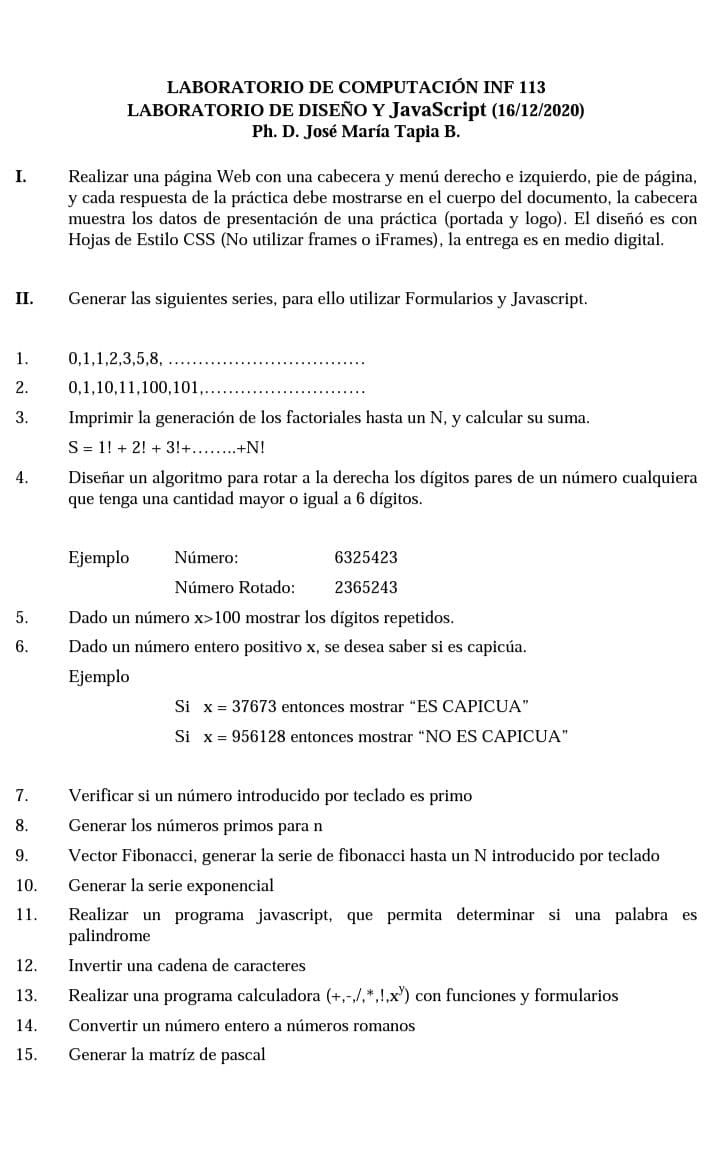 LABORATORIO DE COMPUTACIÓN INF 113
LABORATORIO DE DISEÑO Y JavaScript (16/12/2020)
Ph. D. José María Tapia B.
I. Realizar una página Web con una cabecera y menú derecho e izquierdo, pie de página,
y cada respuesta de la práctica debe mostrarse en el cuerpo del documento, la cabecera
muestra los datos de presentación de una práctica (portada y logo). El diseñó es con
Hojas de Estilo CSS (No utilizar frames o iFrames), la entrega es en medio digital.
II. Generar las siguientes series, para ello utilizar Formularios y Javascript.
1. 0,1,1,2,3,5,8, ……………………………
2. 0,1,10,11,100,101,………………………
3. Imprimir la generación de los factoriales hasta un N, y calcular su suma.
S = 1! + 2! + 3!+……..+N!
4. Diseñar un algoritmo para rotar a la derecha los dígitos pares de un número cualquiera
que tenga una cantidad mayor o igual a 6 dígitos.
Ejemplo Número: 6325423
Número Rotado: 2365243
5. Dado un número x>100 mostrar los dígitos repetidos.
6. Dado un número entero positivo x, se desea saber si es capicúa.
Ejemplo
Si x = 37673 entonces mostrar “ES CAPICUA”
Si x = 956128 entonces mostrar “NO ES CAPICUA”
7. Verificar si un número introducido por teclado es primo
8. Generar los números primos para n
9. Vector Fibonacci, generar la serie de fibonacci hasta un N introducido por teclado
10. Generar la serie exponencial
11. Realizar un programa javascript, que permita determinar si una palabra es
palindrome
12. Invertir una cadena de caracteres
13. Realizar una programa calculadora (+,-,/,*,!,xʸ) con funciones y formularios
14. Convertir un número entero a números romanos
15. Generar la matríz de pascal